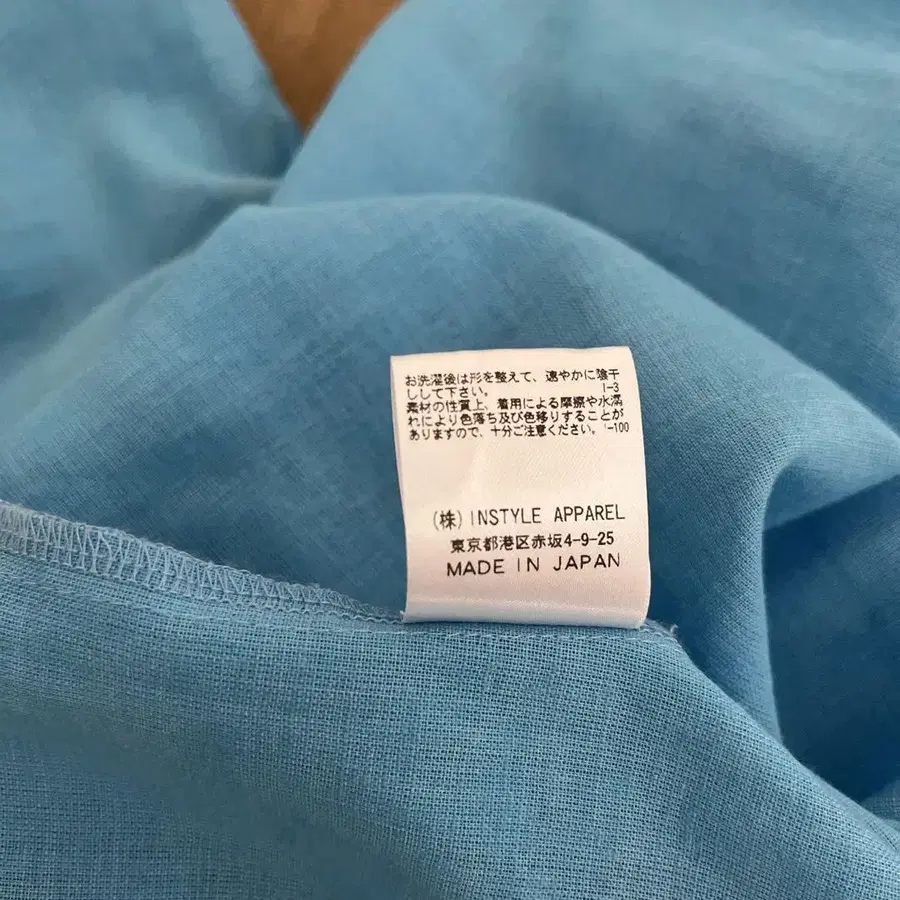 お洗濯後は形を整えて、速やかに陰干
しして下さい。 I-3
素材の性質上、着用による摩擦や水濡
れにより色落ち及び色移りすることが
ありますので、十分ご注意ください。I-100
(株)INSTYLE APPAREL
東京都港区赤坂4-9-25
MADE IN JAPAN